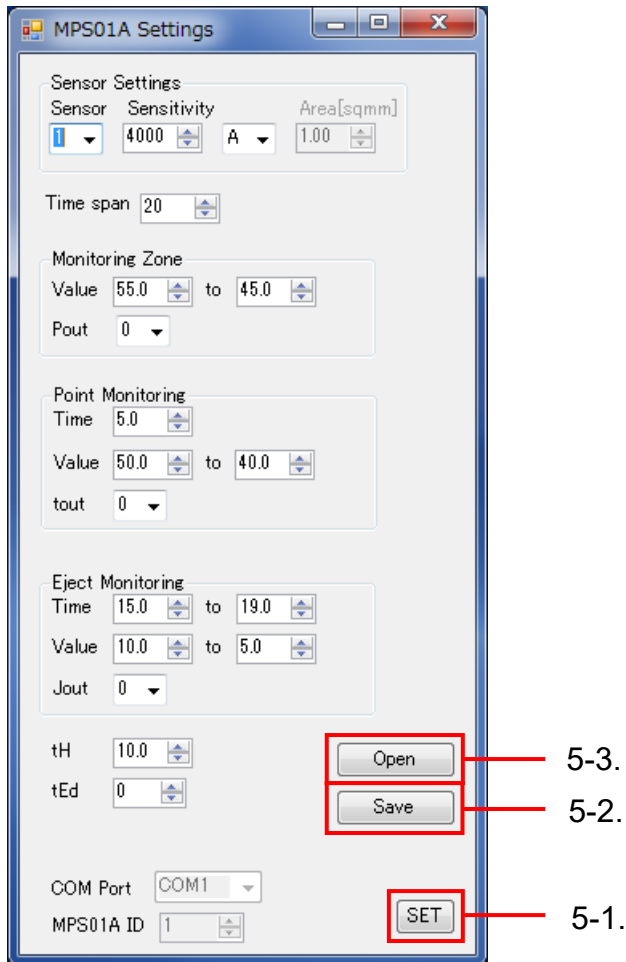 MPS01A Settings
Sensor Settings
Sensor Sensitivity Area[sqmm]
1 4000 A 1.00
Time span 20
Monitoring Zone
Value 55.0 to 45.0
Pout 0
Point Monitoring
Time 5.0
Value 50.0 to 40.0
tout 0
Eject Monitoring
Time 15.0 to 19.0
Value 10.0 to 5.0
Jout 0
tH 10.0 Open 5-3.
tEd 0 Save 5-2.
COM Port COM1
MPS01A ID 1 SET 5-1.